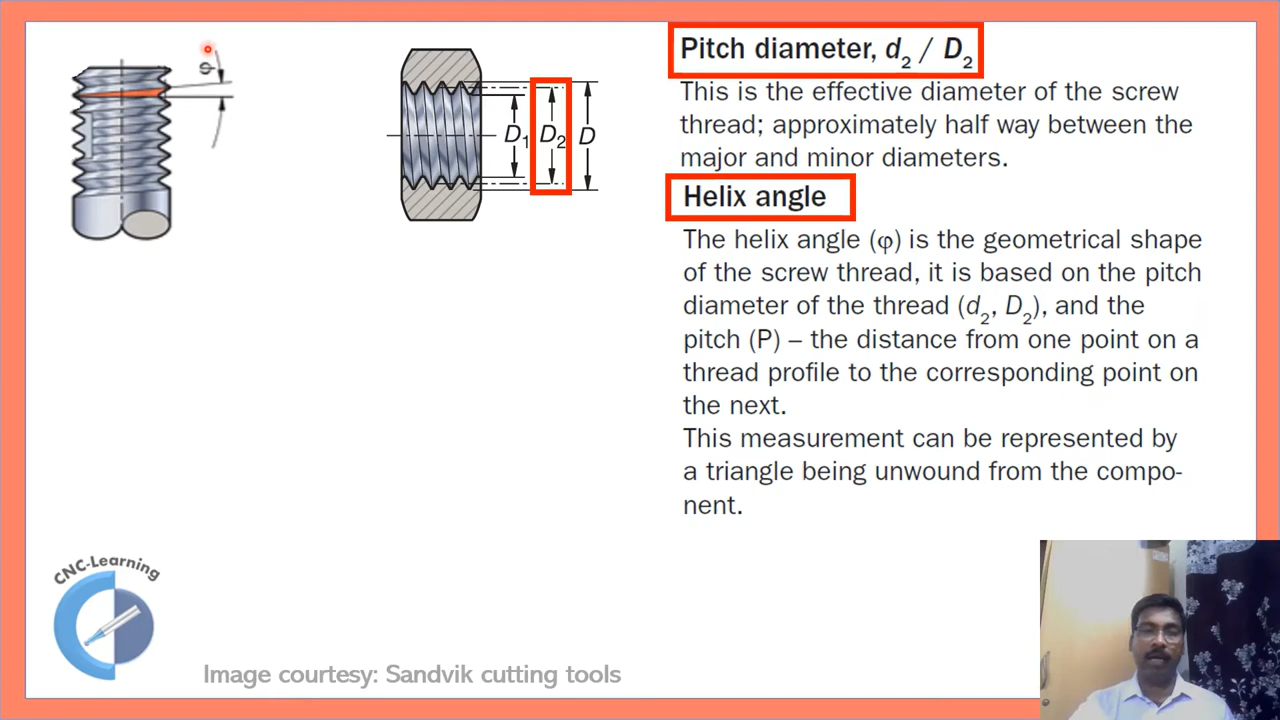 φ
D1
D2
D
Pitch diameter, d2 / D2
This is the effective diameter of the screw
thread; approximately half way between the
major and minor diameters.
Helix angle
The helix angle (φ) is the geometrical shape
of the screw thread, it is based on the pitch
diameter of the thread (d2, D2), and the
pitch (P) – the distance from one point on a
thread profile to the corresponding point on
the next.
This measurement can be represented by
a triangle being unwound from the compo-
nent.
CNC-Learning
Image courtesy: Sandvik cutting tools